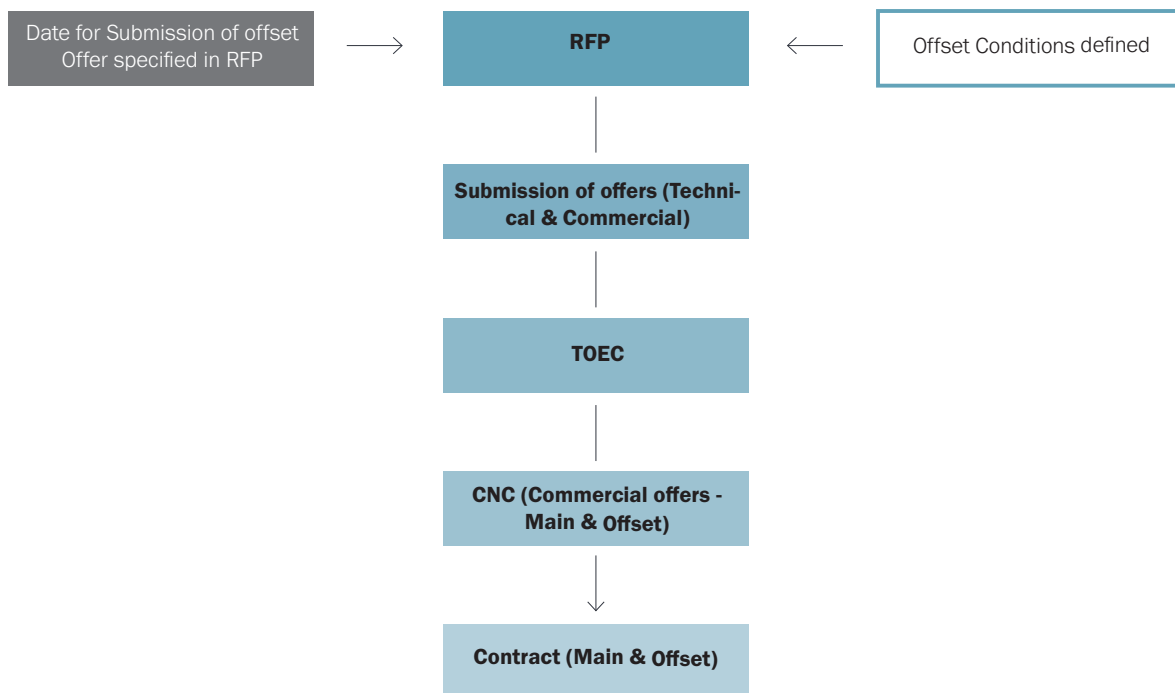 Date for Submission of offset
Offer specified in RFP
RFP
Offset Conditions defined
Submission of offers (Techni-
cal & Commercial)
TOEC
CNC (Commercial offers -
Main & Offset)
Contract (Main & Offset)